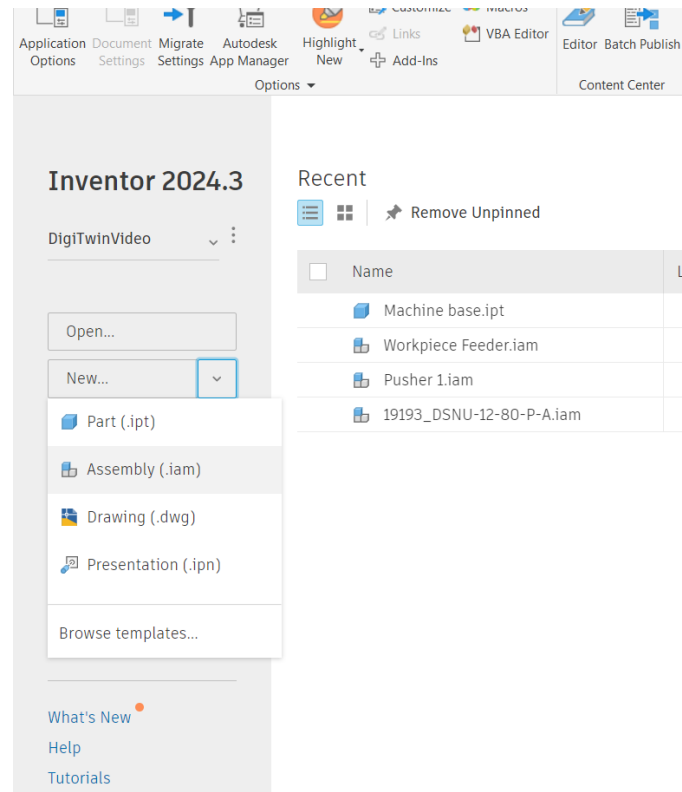 Customize Macros
Links VBA Editor
Application Document Migrate Autodesk Highlight Editor Batch Publish
Options Settings Settings App Manager New Add-Ins
Options Content Center
Inventor 2024.3
Recent
Remove Unpinned
DigiTwinVideo
Name
Machine base.ipt
Open...
Workpiece Feeder.iam
New...
Pusher 1.iam
19193_DSNU-12-80-P-A.iam
Part (.ipt)
Assembly (.iam)
Drawing (.dwg)
Presentation (.ipn)
Browse templates...
What's New
Help
Tutorials